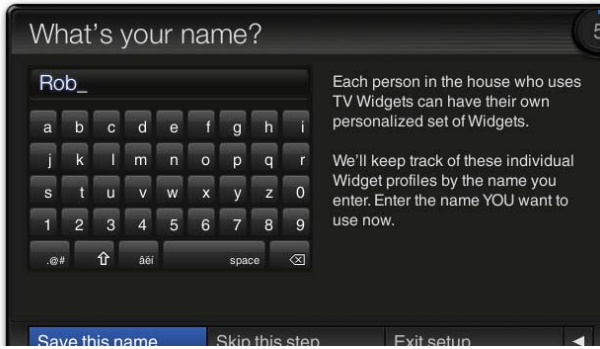 What's your name?
5
Rob_
a b c d e f g h i
j k l m n o p q r
s t u v w x y z 0
1 2 3 4 5 6 7 8 9
.@# âéí space
Each person in the house who uses
TV Widgets can have their own
personalized set of Widgets.
We'll keep track of these individual
Widget profiles by the name you
enter. Enter the name YOU want to
use now.
Save this name Skip this step Exit setup